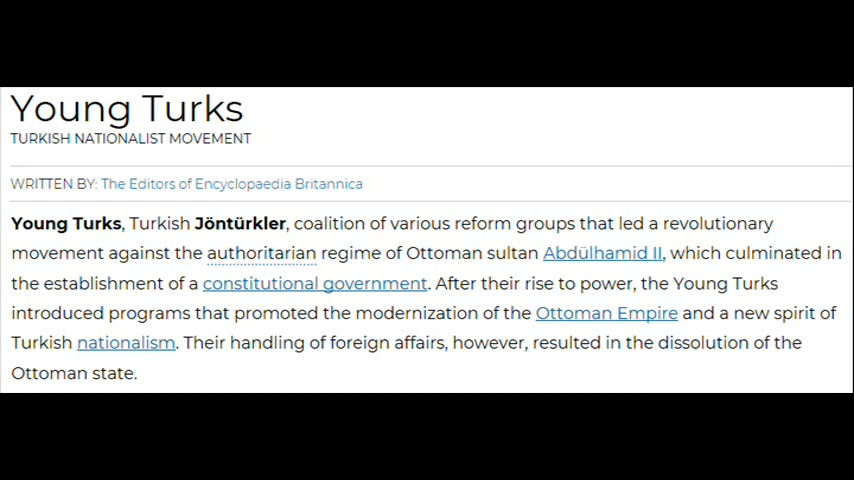 Young Turks
TURKISH NATIONALIST MOVEMENT
WRITTEN BY: The Editors of Encyclopaedia Britannica
Young Turks, Turkish Jöntürkler, coalition of various reform groups that led a revolutionary
movement against the authoritarian regime of Ottoman sultan Abdülhamid II, which culminated in
the establishment of a constitutional government. After their rise to power, the Young Turks
introduced programs that promoted the modernization of the Ottoman Empire and a new spirit of
Turkish nationalism. Their handling of foreign affairs, however, resulted in the dissolution of the
Ottoman state.